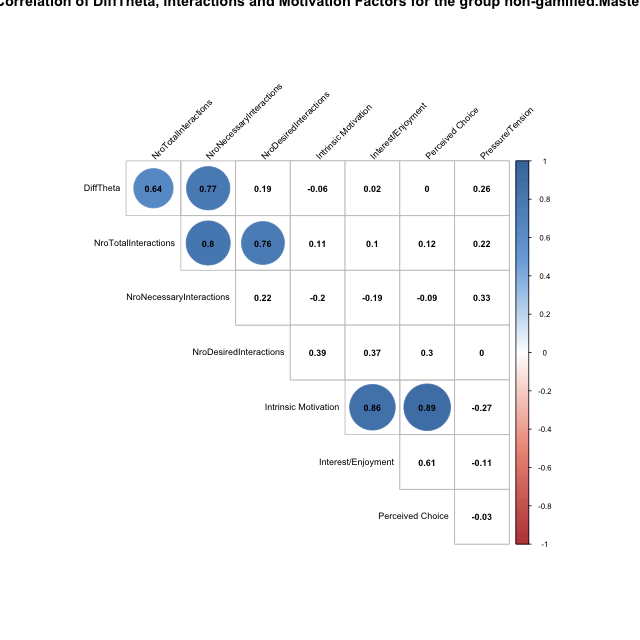 Correlation of DiffTheta, Interactions and Motivation Factors for the group non-gamified.Maste
NroTotalInteractions NroNecessaryInteractions NroDesiredInteractions Intrinsic Motivation Interest/Enjoyment Perceived Choice Pressure/Tension
DiffTheta 0.64 0.77 0.19 -0.06 0.02 0 0.26
NroTotalInteractions 0.8 0.76 0.11 0.1 0.12 0.22
NroNecessaryInteractions 0.22 -0.2 -0.19 -0.09 0.33
NroDesiredInteractions 0.39 0.37 0.3 0
Intrinsic Motivation 0.86 0.89 -0.27
Interest/Enjoyment 0.61 -0.11
Perceived Choice -0.03
1
0.8
0.6
0.4
0.2
0
-0.2
-0.4
-0.6
-0.8
-1